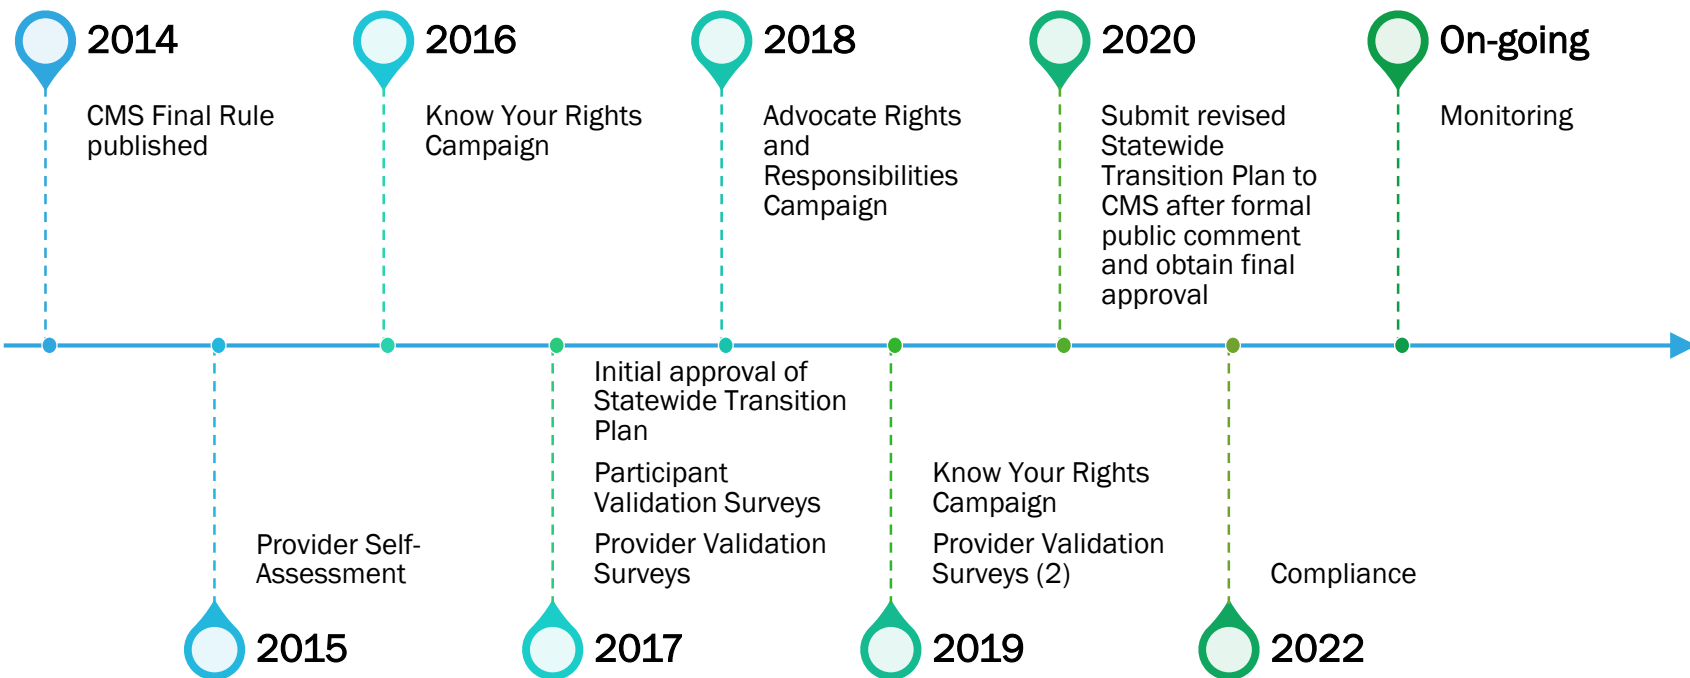 2014
CMS Final Rule
published
2016
Know Your Rights
Campaign
2018
Advocate Rights
and
Responsibilities
Campaign
2020
Submit revised
Statewide
Transition Plan to
CMS after formal
public comment
and obtain final
approval
On-going
Monitoring
Provider Self-
Assessment
2015
Initial approval of
Statewide Transition
Plan
Participant
Validation Surveys
Provider Validation
Surveys
2017
Know Your Rights
Campaign
Provider Validation
Surveys (2)
2019
Compliance
2022